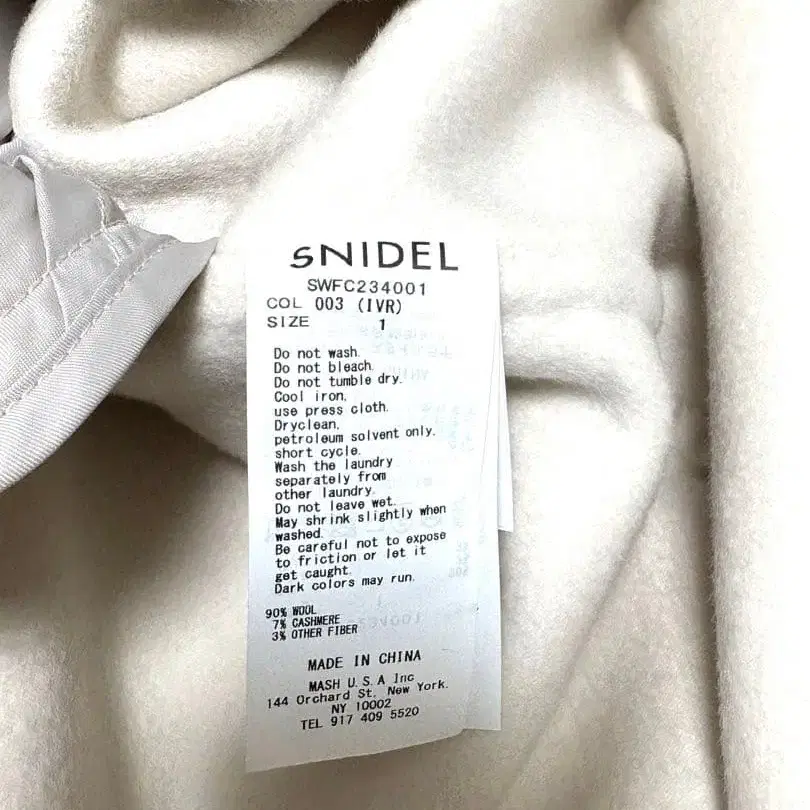 SNIDEL
SWFC234001
COL 003 (IVR)
SIZE 1
Do not wash.
Do not bleach.
Do not tumble dry.
Cool iron,
use press cloth.
Dryclean,
petroleum solvent only.
short cycle.
Wash the laundry
separately from
other laundry.
Do not leave wet.
May shrink slightly when
washed.
Be careful not to expose
to friction or let it
get caught.
Dark colors may run.
90% WOOL
7% CASHMERE
3% OTHER FIBER
MADE IN CHINA
MASH U.S.A Inc
144 Orchard St, New York.
NY 10002
TEL 917 409 5520